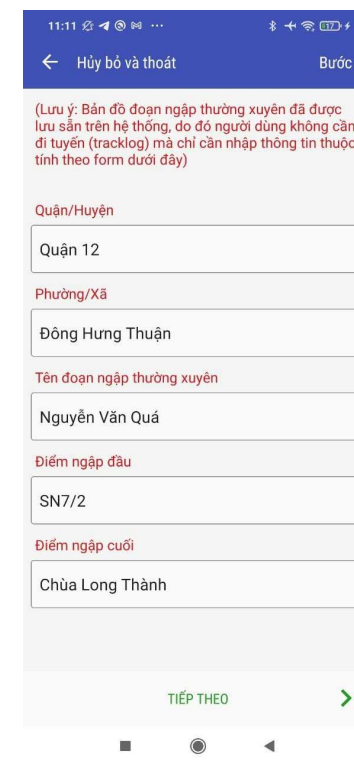 11:11
17
Hủy bỏ và thoát Bước
(Lưu ý: Bản đồ đoạn ngập thường xuyên đã được
lưu sẵn trên hệ thống, do đó người dùng không cần
đi tuyến (tracklog) mà chỉ cần nhập thông tin thuộc
tính theo form dưới đây)
Quận/Huyện
Quận 12
Phường/Xã
Đông Hưng Thuận
Tên đoạn ngập thường xuyên
Nguyễn Văn Quá
Điểm ngập đầu
SN7/2
Điểm ngập cuối
Chùa Long Thành
TIẾP THEO